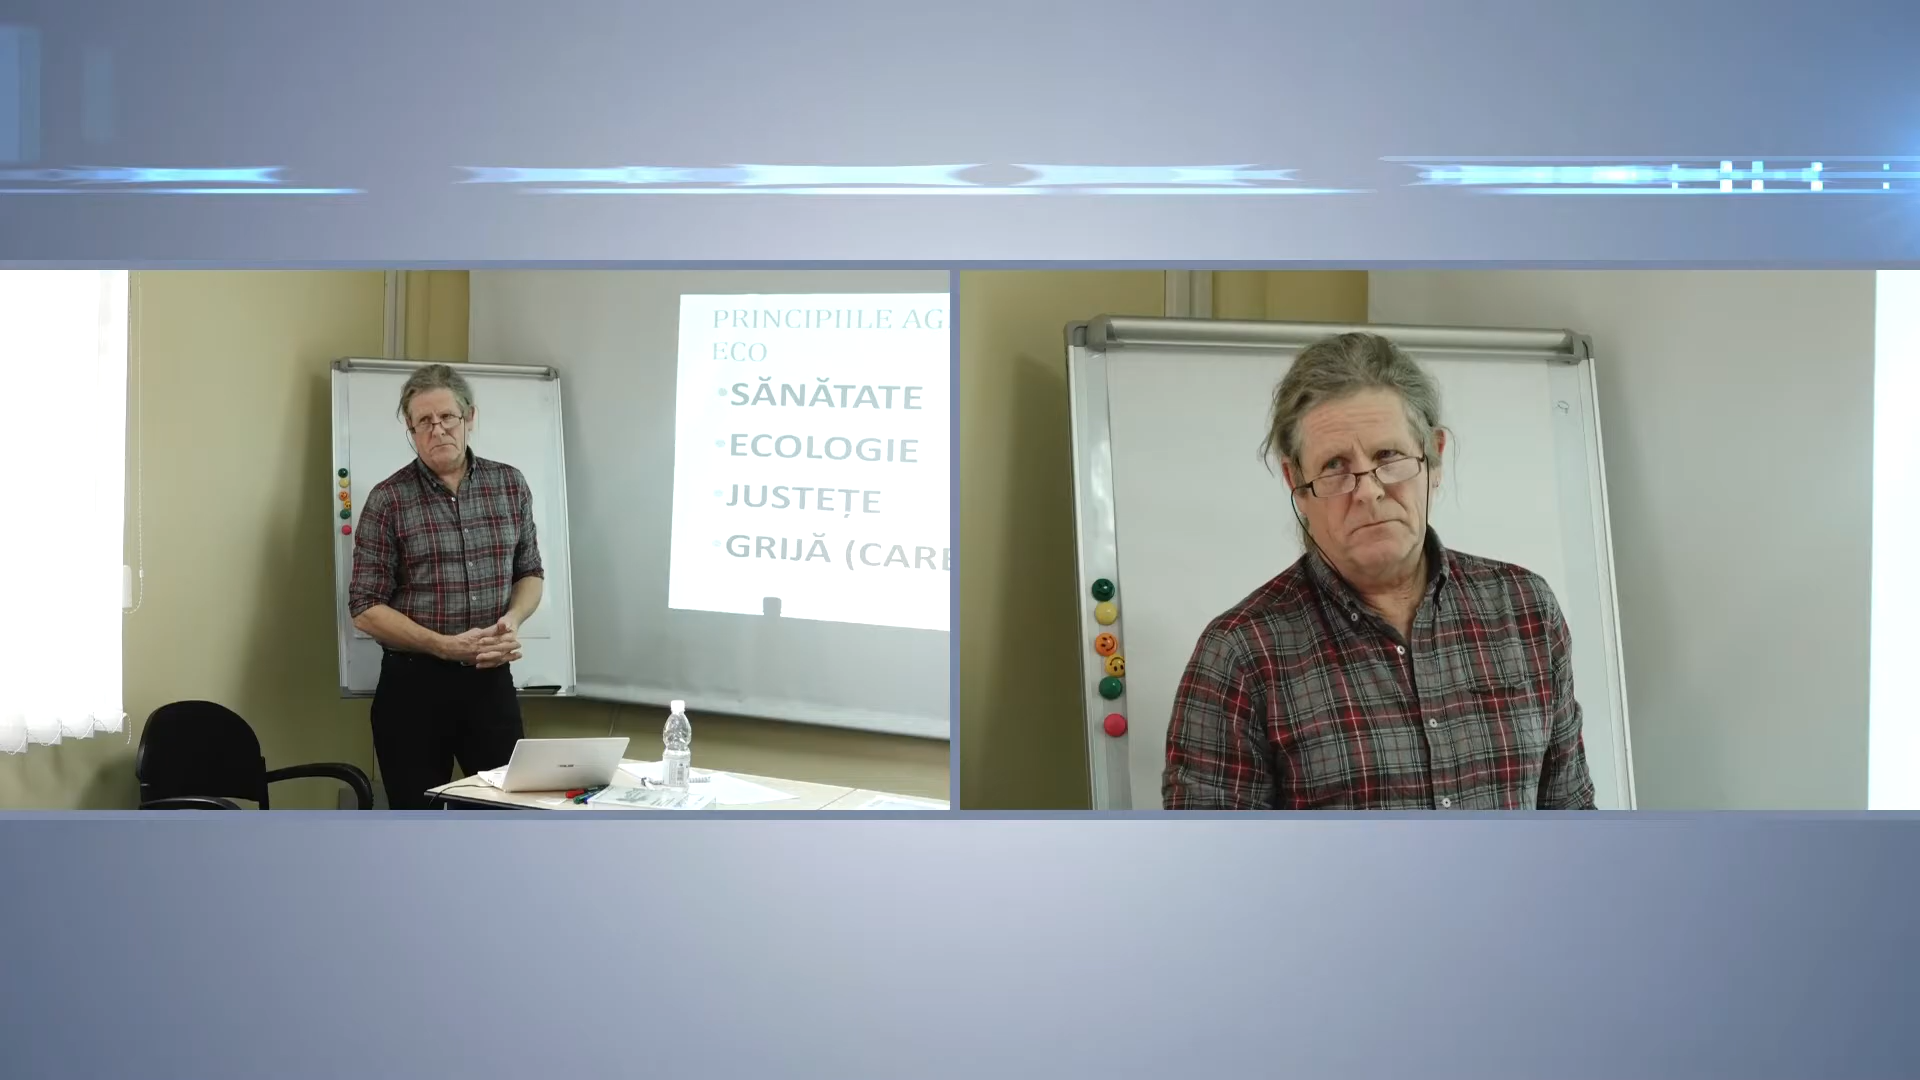 PRINCIPIILE AG
ECO
•SĂNĂTATE
•ECOLOGIE
•JUSTEȚE
•GRIJĂ (CARE